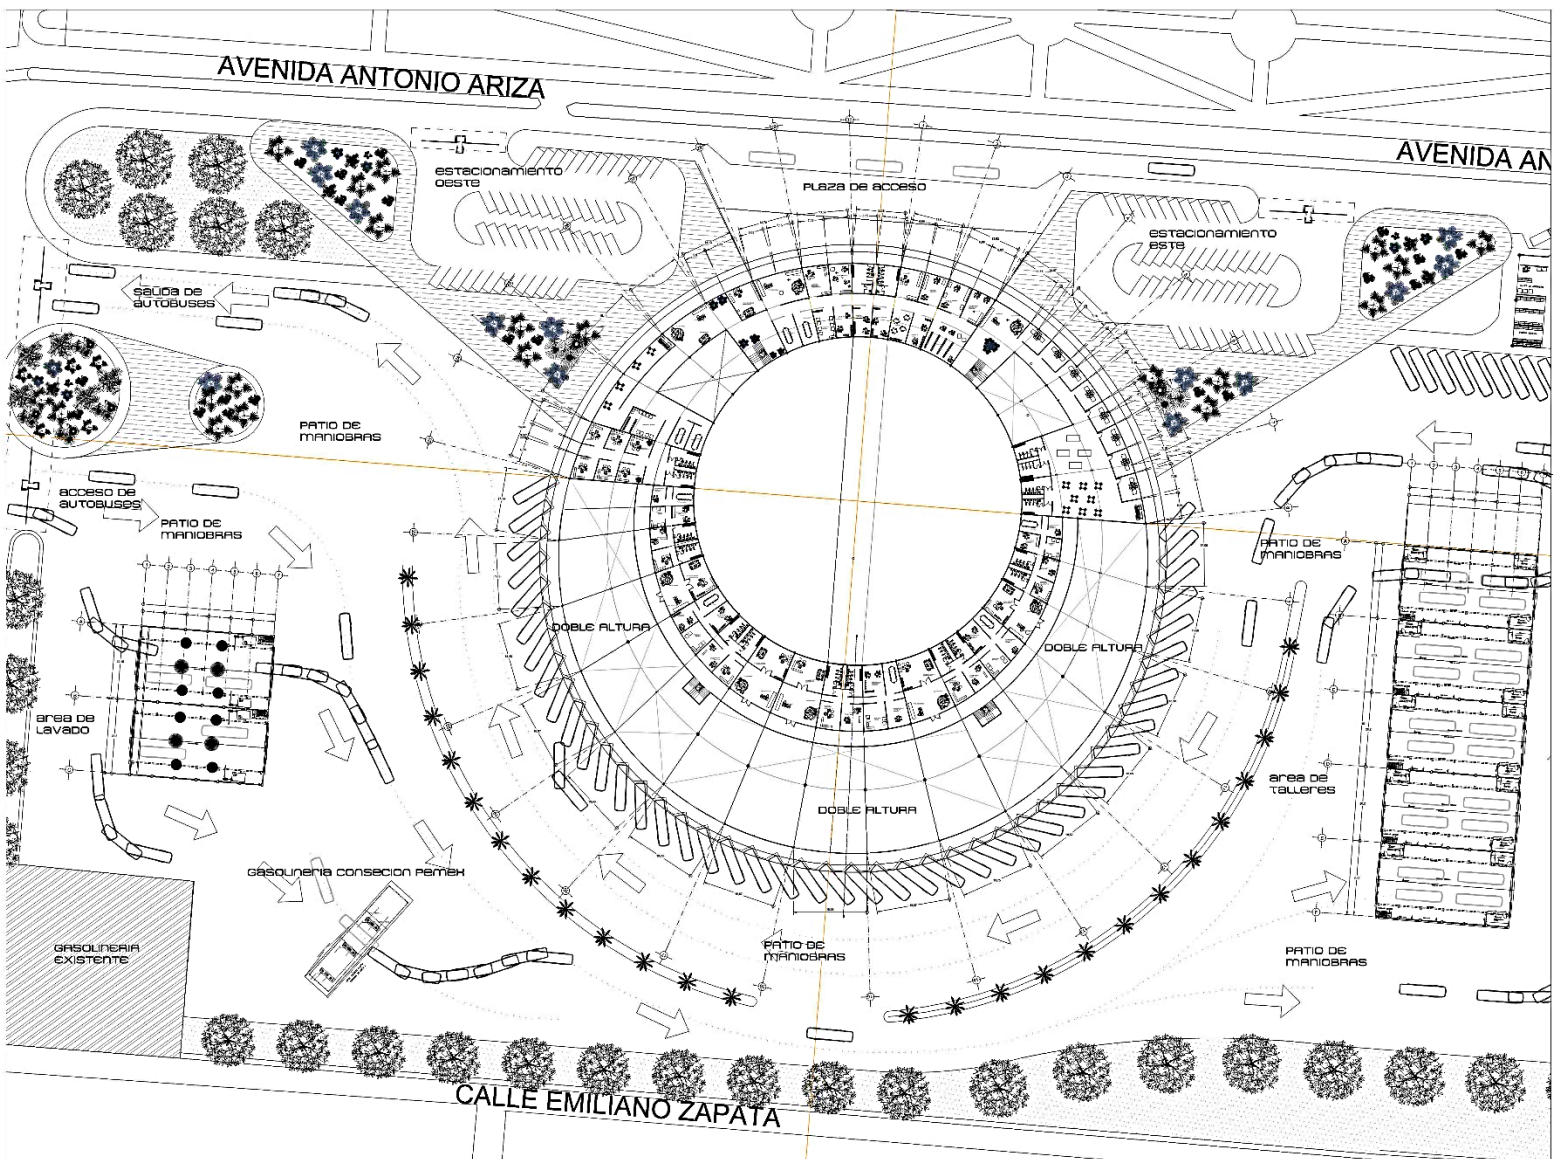 AVENIDA ANTONIO ARIZA
AVENIDA AN
ESTACIONAMIENTO
OESTE
PLAZA DE ACCESO
ESTACIONAMIENTO
ESTE
SALIDA DE
AUTOBUSES
PATIO DE
MANIOBRAS
ACCESO DE
AUTOBUSES
PATIO DE
MANIOBRAS
PATIO DE
MANIOBRAS
DOBLE ALTURA
DOBLE ALTURA
AREA DE
LAVADO
AREA DE
TALLERES
DOBLE ALTURA
GASOLINERIA CONSECION PEMEX
GASOLINERIA
EXISTENTE
PATIO DE
MANIOBRAS
PATIO DE
MANIOBRAS
CALLE EMILIANO ZAPATA